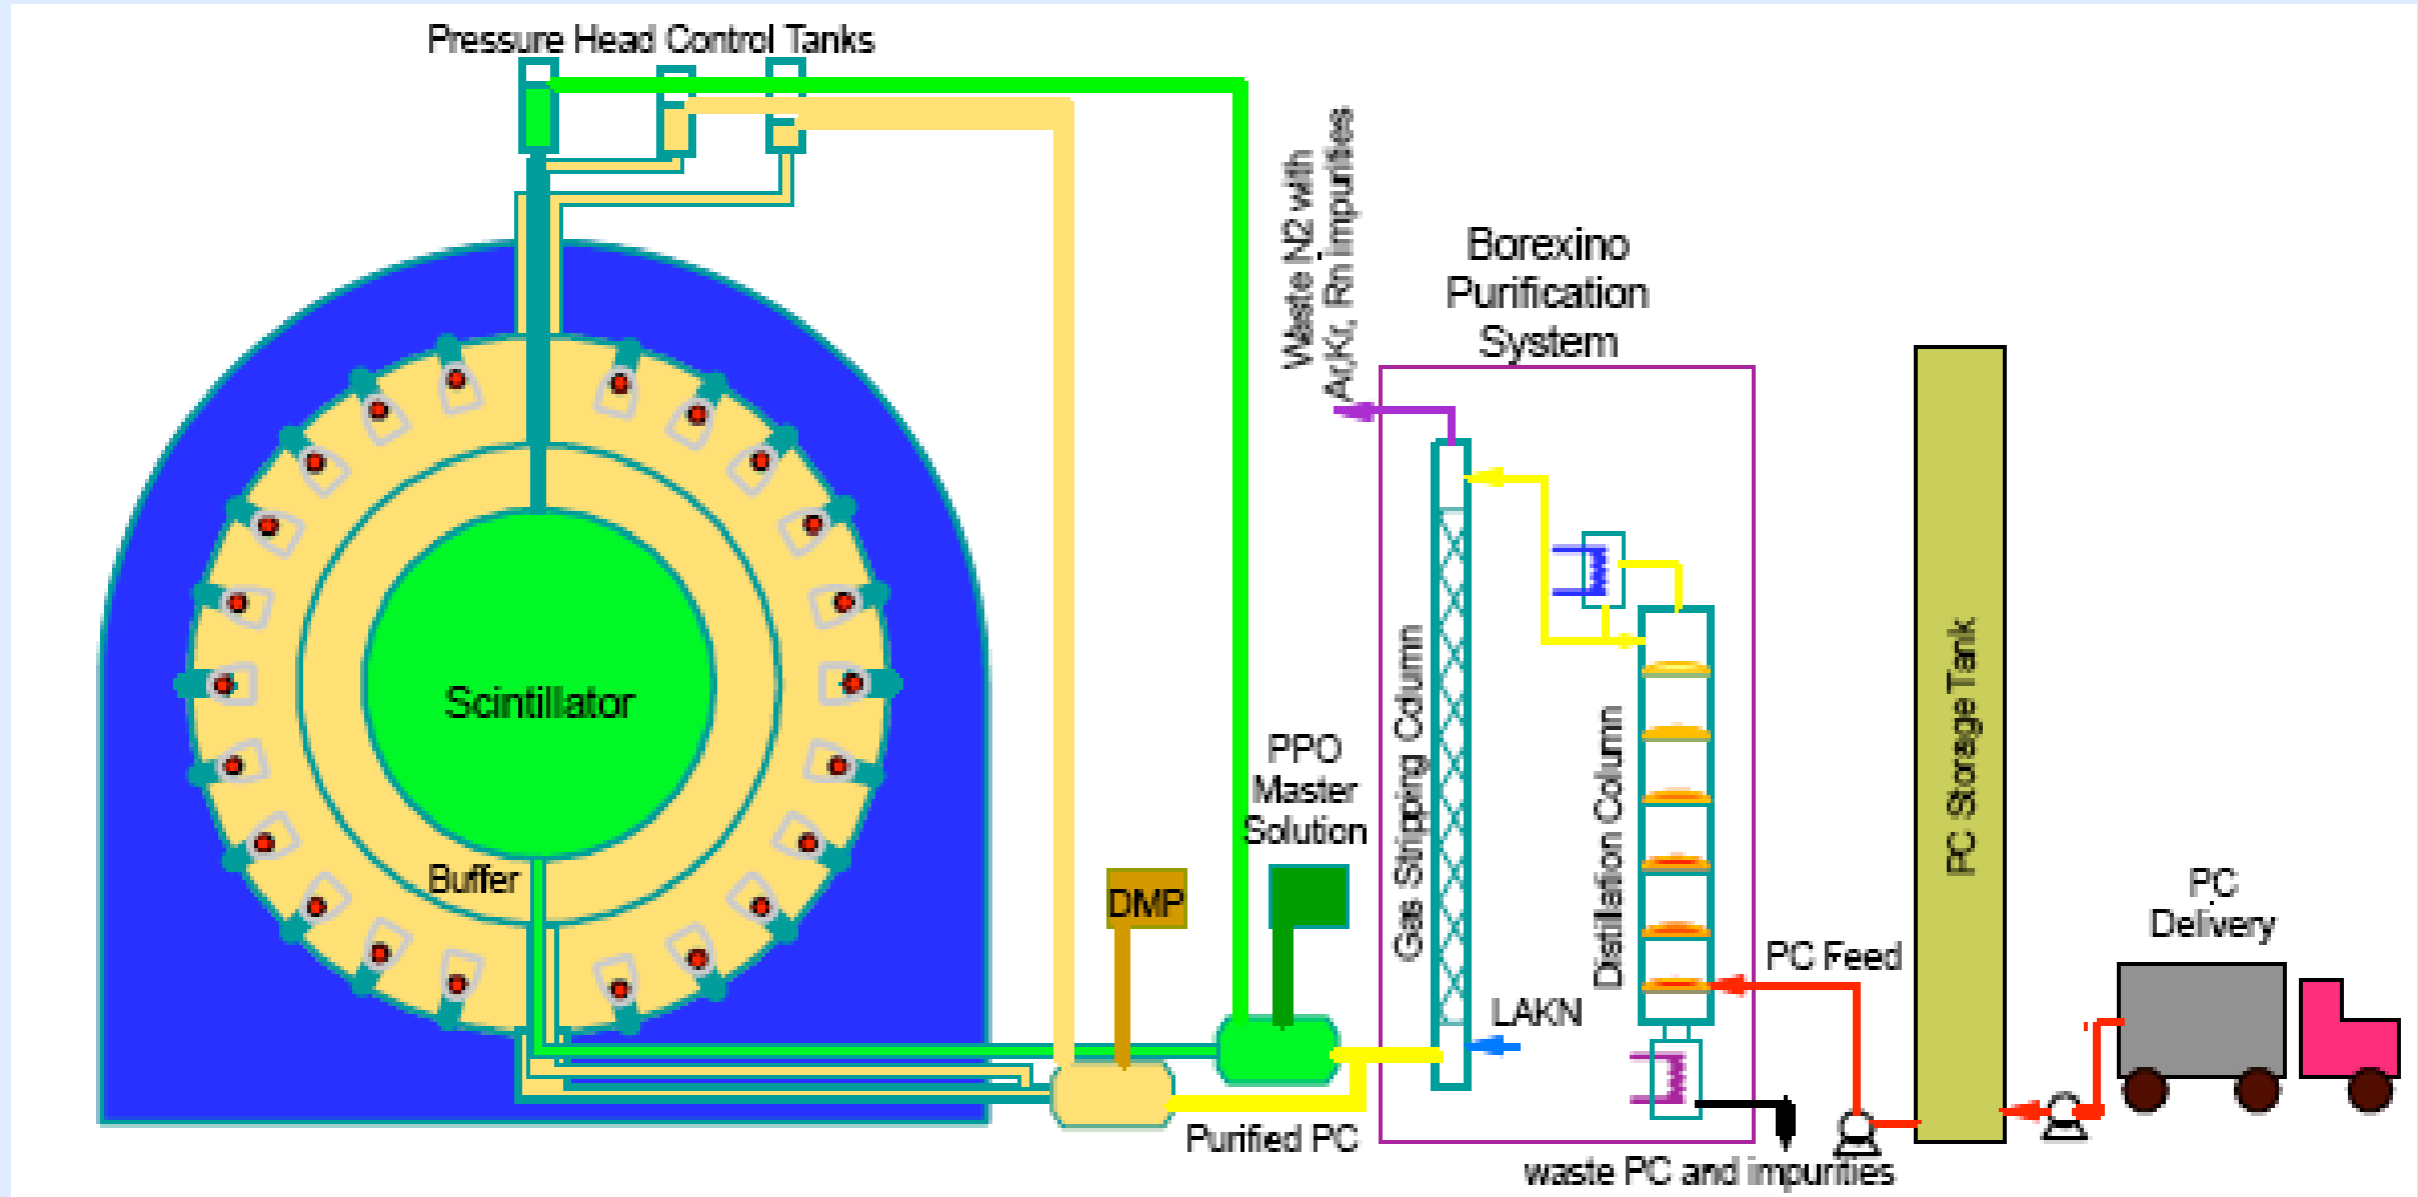 Pressure Head Control Tanks
Waste N2 with
Ar,Kr, Rn impurities
Borexino
Purification
System
Scintillator
Buffer
DMP
PPO
Master
Solution
Gas Stripping Column
Distillation Column
LAKN
PC Feed
PC Storage Tank
PC
Delivery
Purified PC
waste PC and impurities